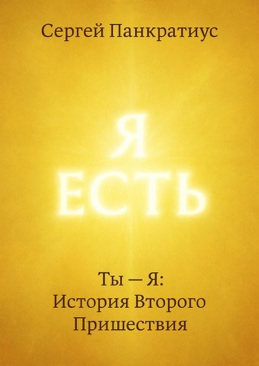 Сергей Панкратиус
Я
ЕСТЬ
Ты — Я:
История Второго
Пришествия